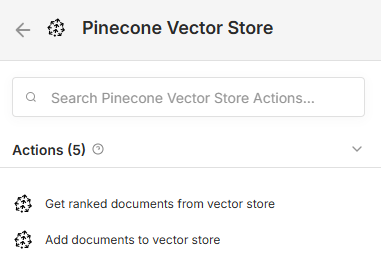 Pinecone Vector Store
Search Pinecone Vector Store Actions...
Actions (5)
Get ranked documents from vector store
Add documents to vector store